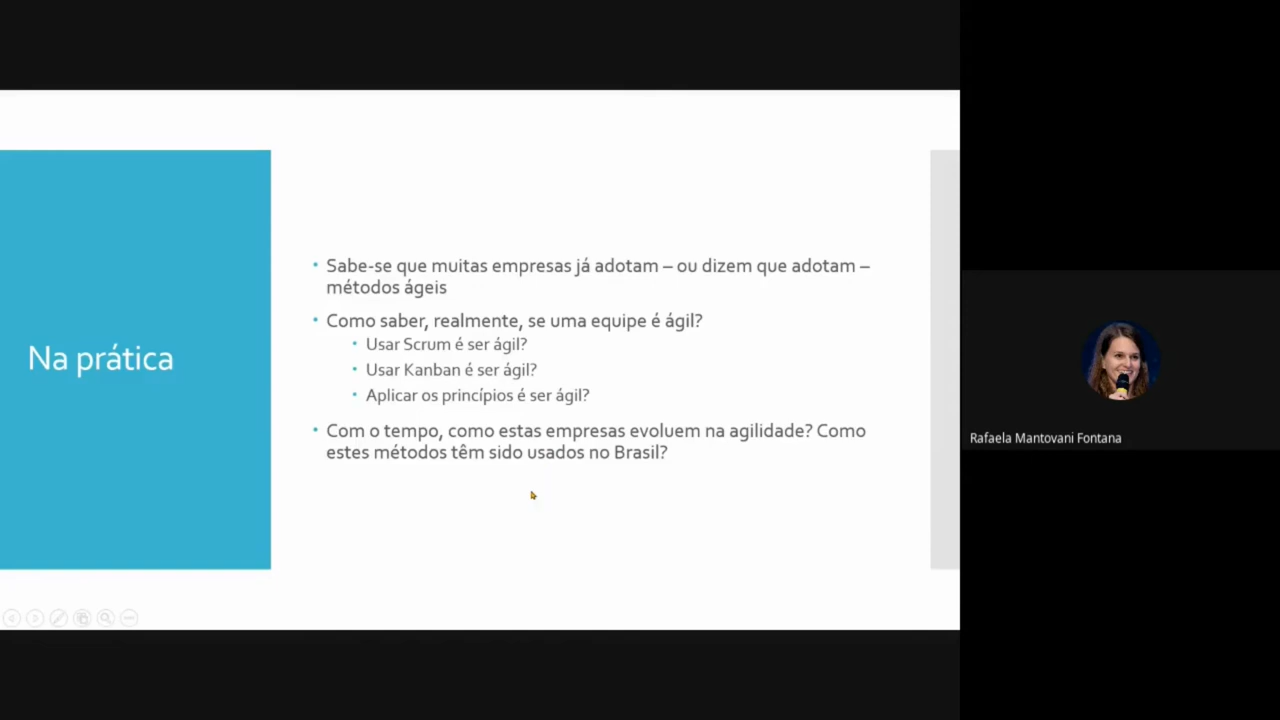 Na prática
• Sabe-se que muitas empresas já adotam – ou dizem que adotam –
métodos ágeis
• Como saber, realmente, se uma equipe é ágil?
• Usar Scrum é ser ágil?
• Usar Kanban é ser ágil?
• Aplicar os princípios é ser ágil?
• Com o tempo, como estas empresas evoluem na agilidade? Como
estes métodos têm sido usados no Brasil?
Rafaela Mantovani Fontana